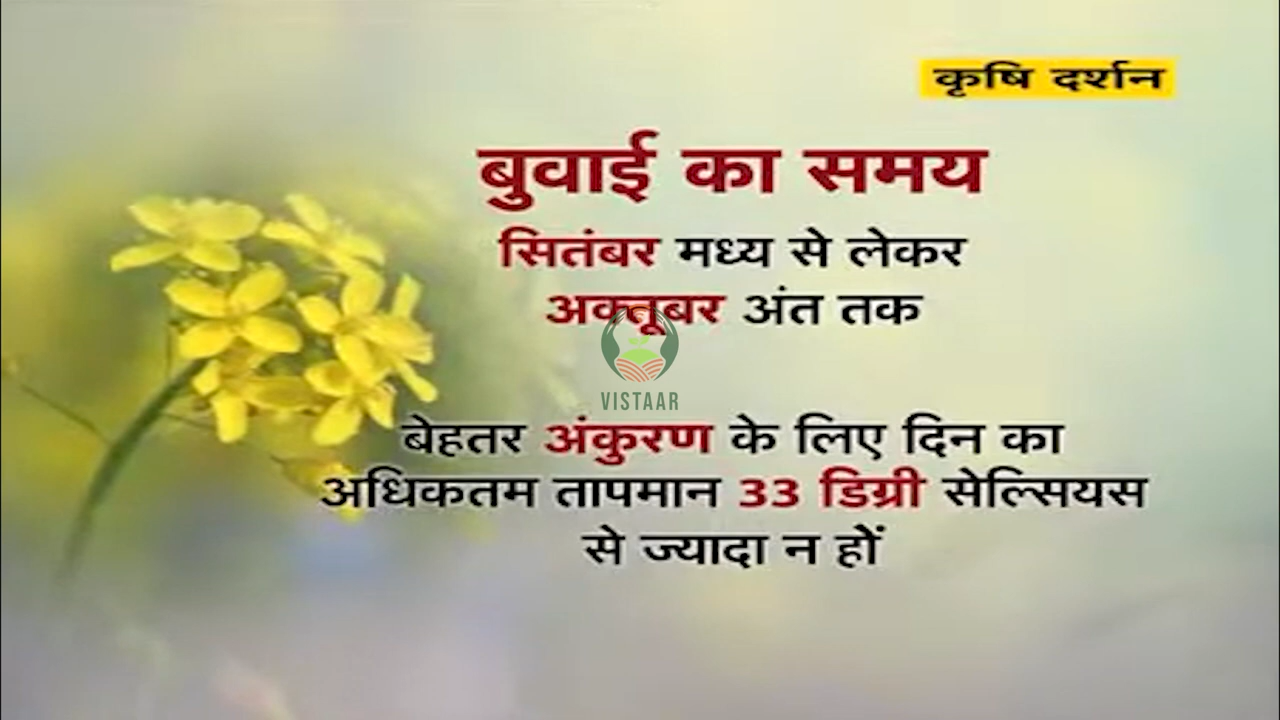 कृषि दर्शन
बुवाई का समय
सितंबर मध्य से लेकर
अक्तूबर अंत तक
VISTAAR
बेहतर अंकुरण के लिए दिन का
अधिकतम तापमान 33 डिग्री सेल्सियस
से ज्यादा न हों